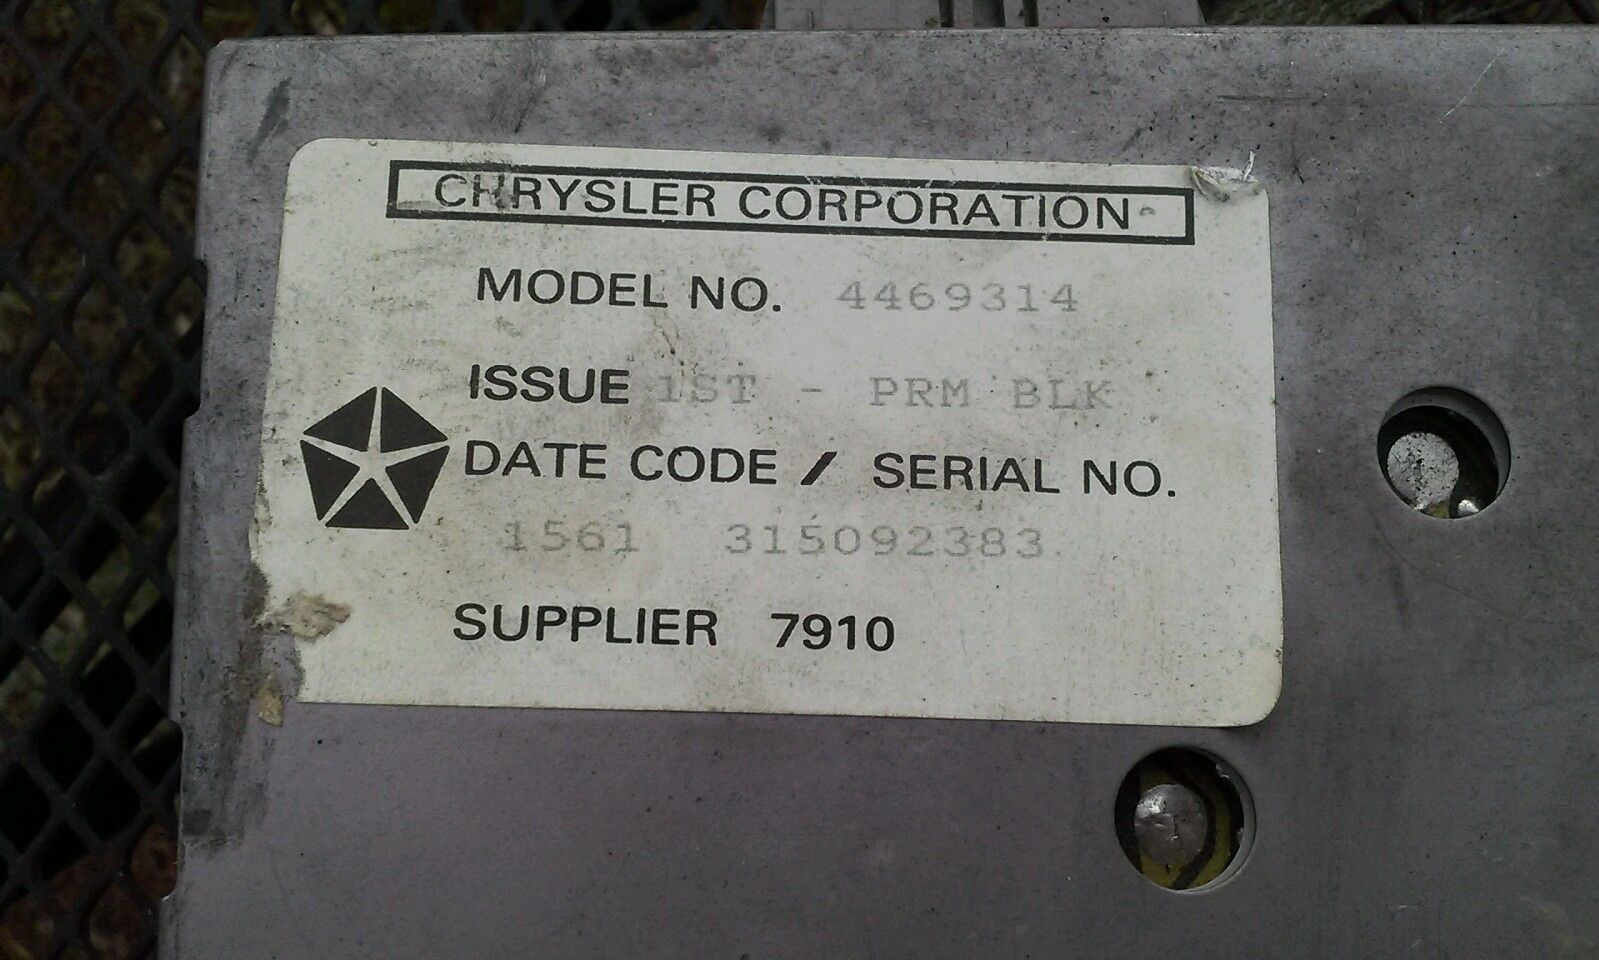 CHRYSLER CORPORATION
MODEL NO. 4469314
ISSUE 1ST - PRM BLK
DATE CODE / SERIAL NO.
1561 315092383
SUPPLIER 7910